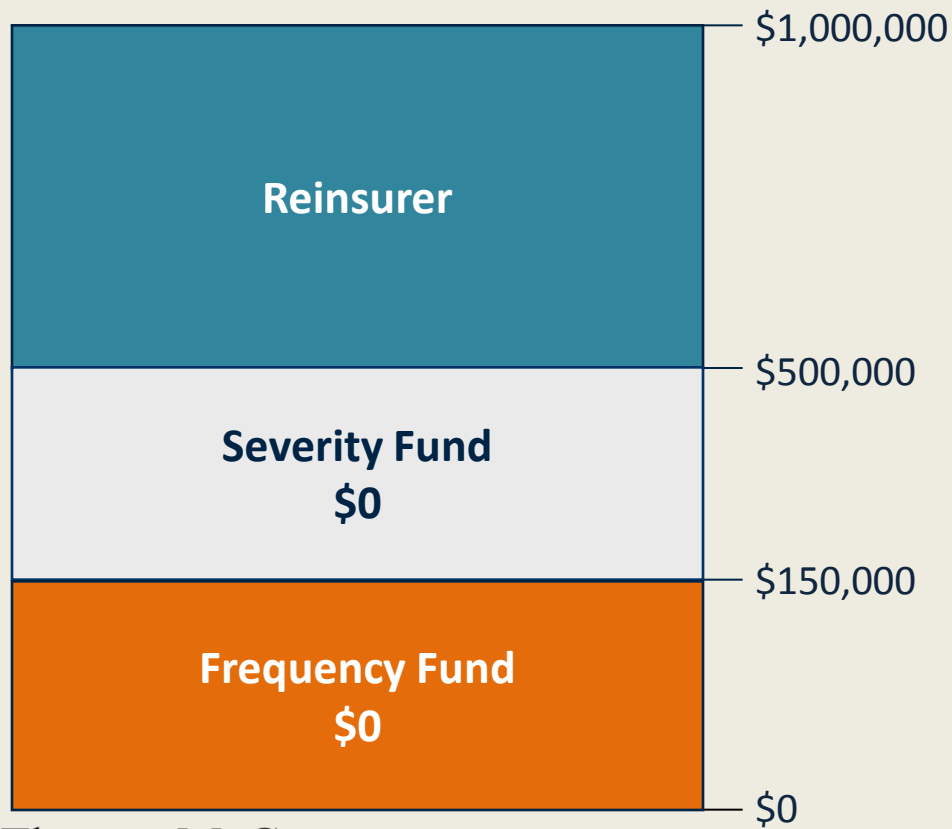 $1,000,000
Reinsurer
$500,000
Severity Fund
$0
$150,000
Frequency Fund
$0
$0